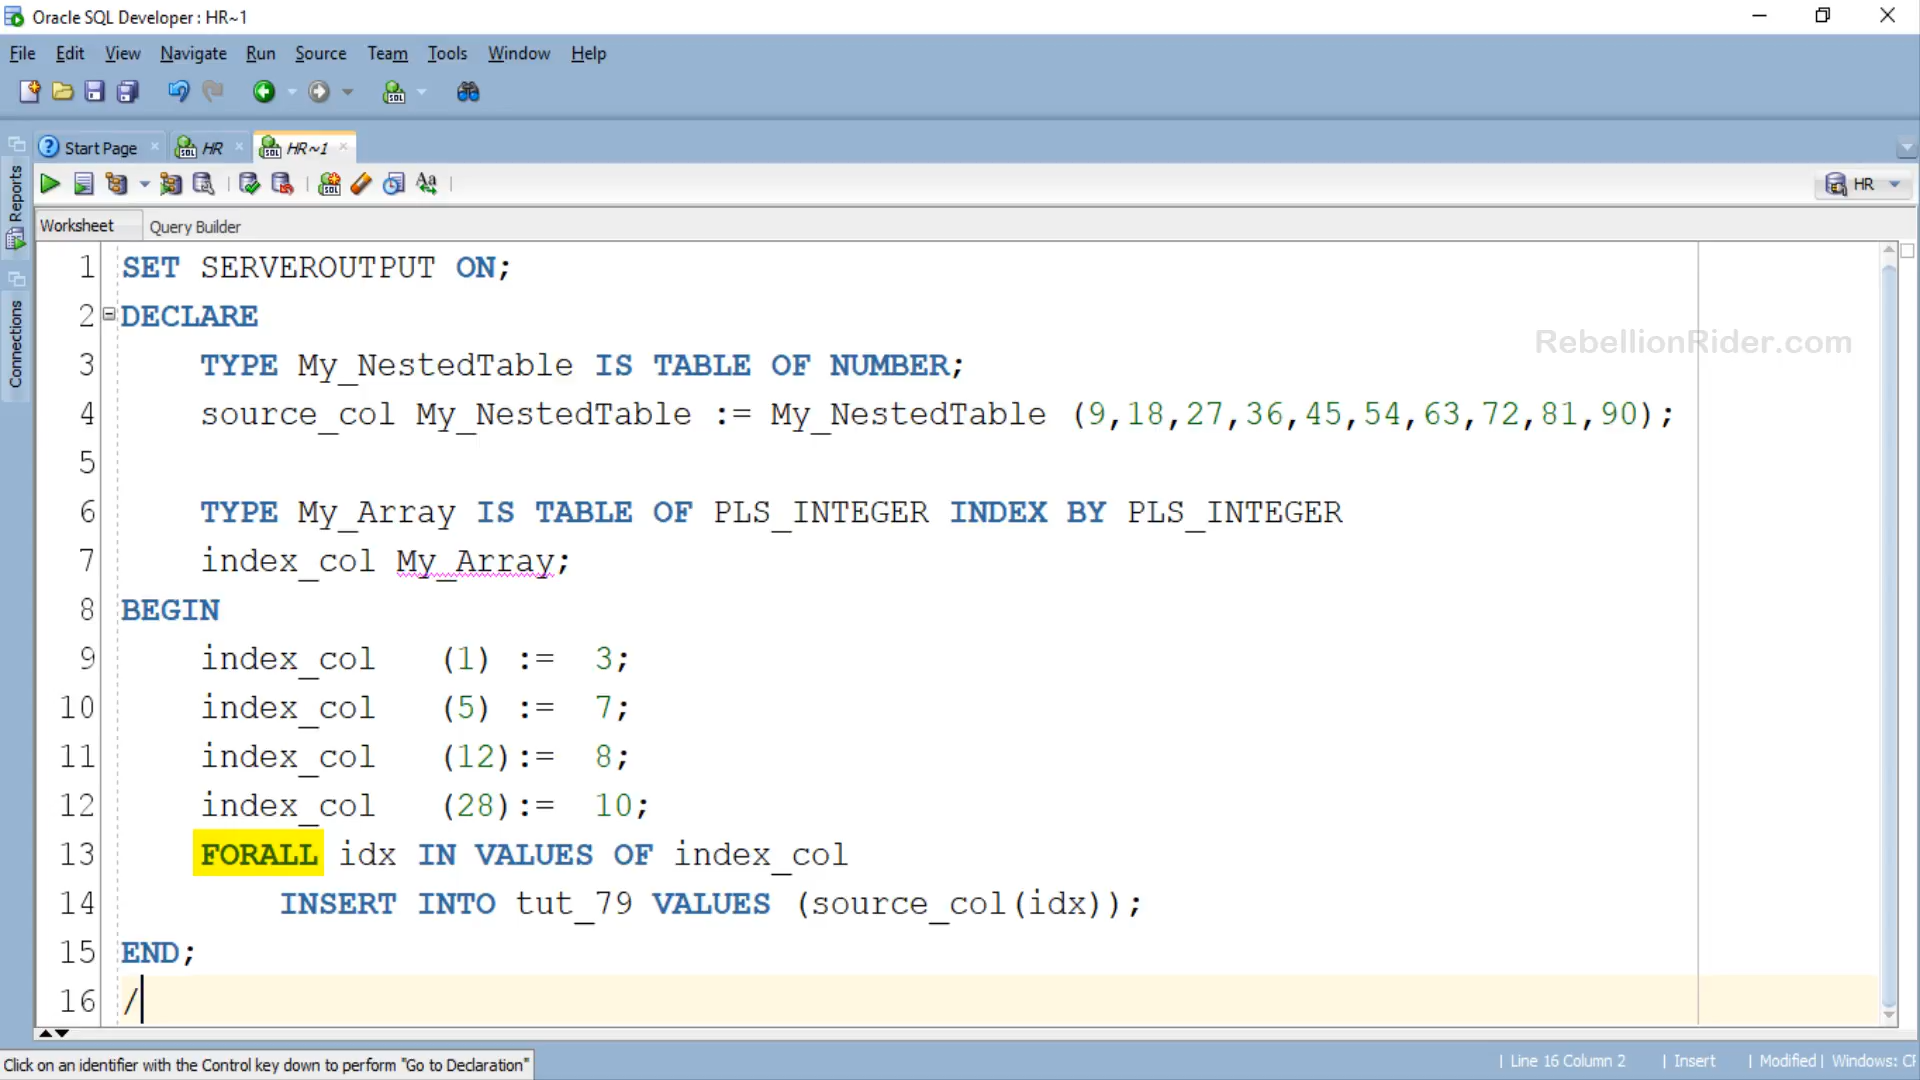 Oracle SQL Developer : HR~1
File Edit View Navigate Run Source Team Tools Window Help
Start Page HR HR~1
HR
Reports
Connections
Worksheet Query Builder
RebellionRider.com
1 SET SERVEROUTPUT ON;
2 DECLARE
3 TYPE My_NestedTable IS TABLE OF NUMBER;
4 source_col My_NestedTable := My_NestedTable (9,18,27,36,45,54,63,72,81,90);
5
6 TYPE My_Array IS TABLE OF PLS_INTEGER INDEX BY PLS_INTEGER
7 index_col My_Array;
8 BEGIN
9 index_col (1) := 3;
10 index_col (5) := 7;
11 index_col (12):= 8;
12 index_col (28):= 10;
13 FORALL idx IN VALUES OF index_col
14 INSERT INTO tut_79 VALUES (source_col(idx));
15 END;
16 /
Click on an identifier with the Control key down to perform "Go to Declaration"
| Line 16 Column 2 | Insert | Modified | Windows: